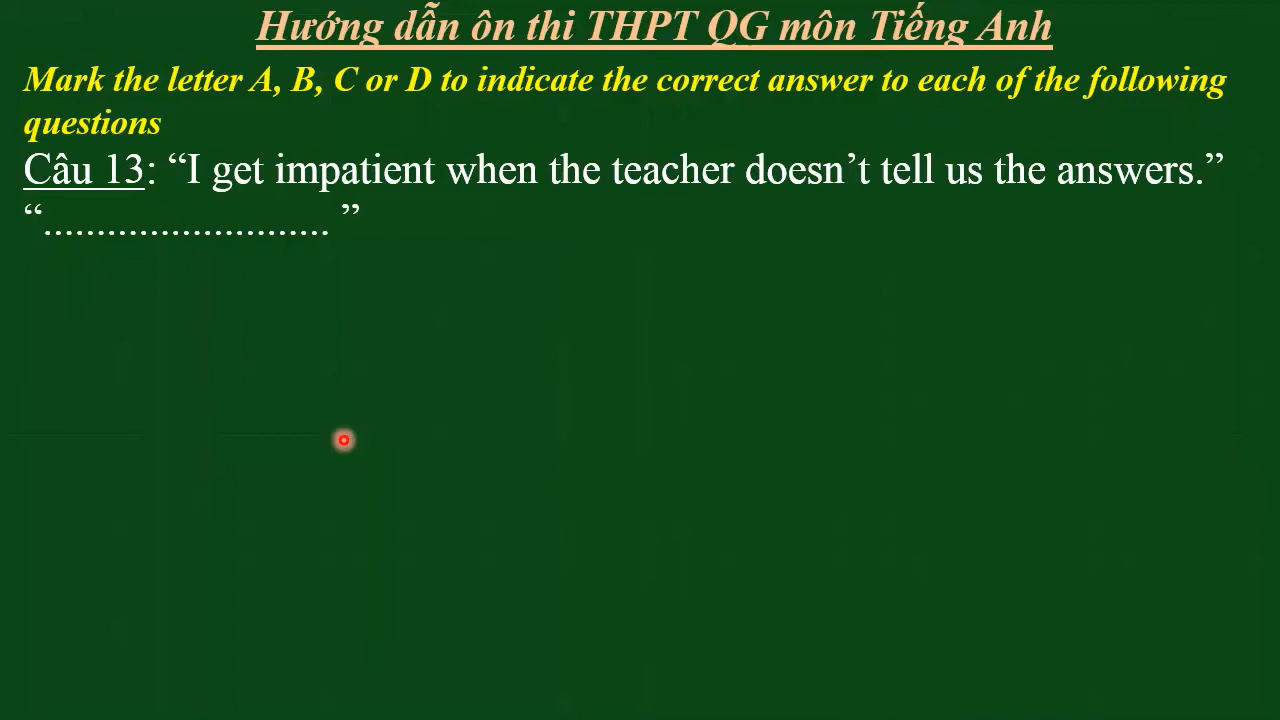 Hướng dẫn ôn thi THPT QG môn Tiếng Anh
Mark the letter A, B, C or D to indicate the correct answer to each of the following
questions
Câu 13: “I get impatient when the teacher doesn’t tell us the answers.”
“........................... ”